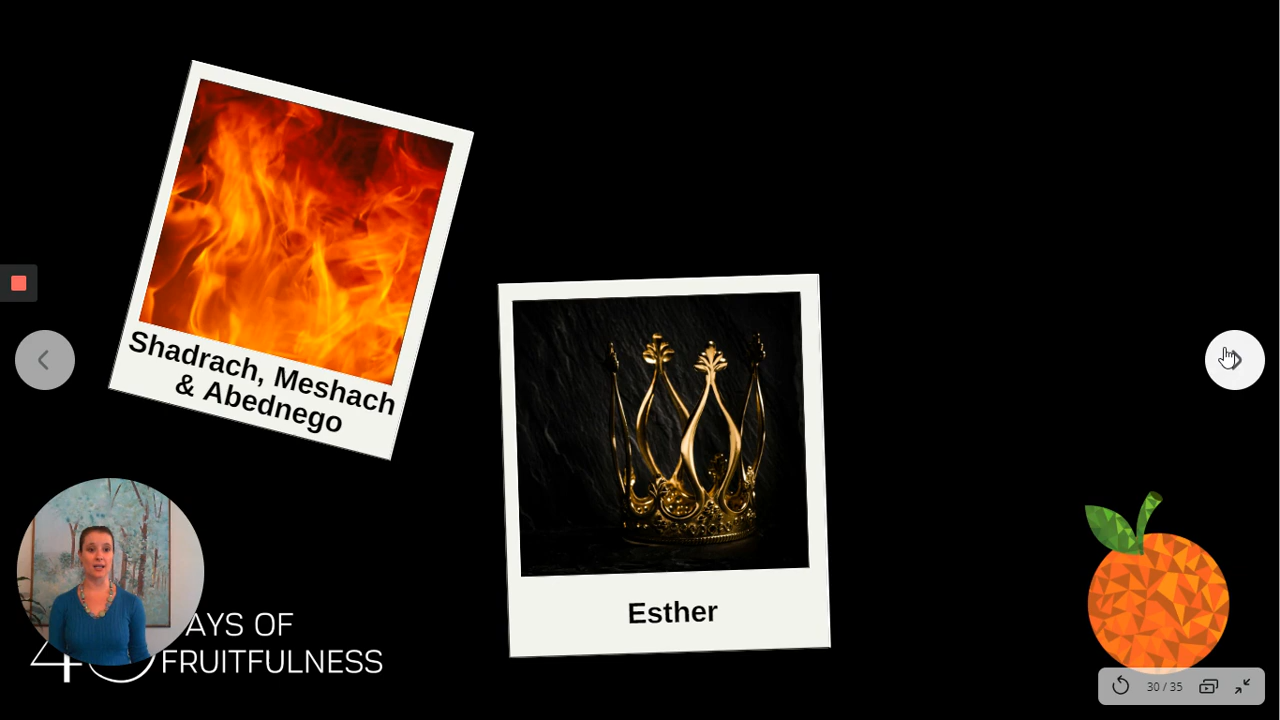 Shadrach, Meshach
& Abednego
Esther
AYS OF
FRUITFULNESS
30 / 35